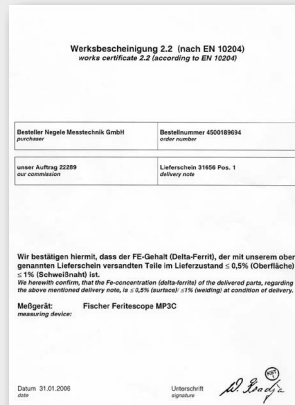 Werksbescheinigung 2.2 (nach EN 10204)
works certificate 2.2 (according to EN 10204)
Besteller Negele Messtechnik GmbH
purchaser
Bestellnummer 4500189694
order number
unser Auftrag 22289
our commission
Lieferschein 31656 Pos. 1
delivery note
Wir bestätigen hiermit, dass der FE-Gehalt (Delta-Ferrit), der mit unserem ober
genannten Lieferschein versandten Teile im Lieferzustand ≤ 0,5% (Oberfläche)
≤ 1% (Schweißnaht) ist.
We herewith confirm, that the Fe-concentration (delta-ferrite) of the delivered parts, regarding
the above mentioned delivery note, is ≤ 0,5% (surface)/ ≤1% (welding) at condition of delivery.
Meßgerät: Fischer Feritescope MP3C
measuring device:
Datum 31.01.2006
date
Unterschrift
signature